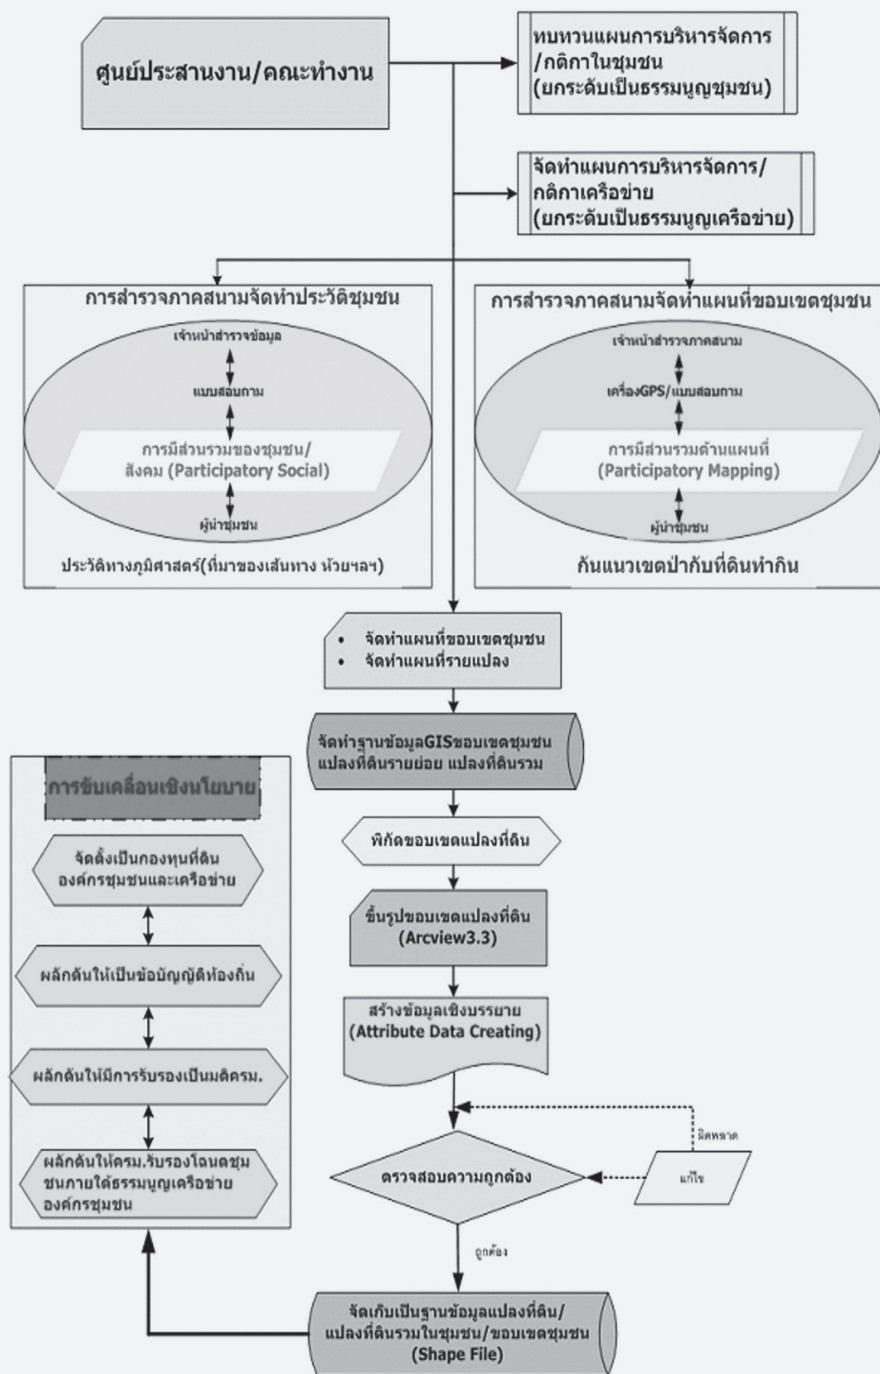 ศูนย์ประสานงาน/คณะทำงาน
ทบทวนแผนการบริหารจัดการ
/กติกาในชุมชน
(ยกระดับเป็นธรรมนูญชุมชน)
จัดทำแผนการบริหารจัดการ/
กติกาเครือข่าย
(ยกระดับเป็นธรรมนูญเครือข่าย)
การสำรวจภาคสนามจัดทำประวัติชุมชน
เจ้าหน้าสำรวจข้อมูล
แบบสอบถาม
การมีส่วนรวมของชุมชน/
สังคม (Participatory Social)
ผู้นำชุมชน
ประวัติทางภูมิศาสตร์(ที่มาของเส้นทาง ห้วยฯลฯ)
การสำรวจภาคสนามจัดทำแผนที่ขอบเขตชุมชน
เจ้าหน้าสำรวจภาคสนาม
เครื่องGPS/แบบสอบถาม
การมีส่วนรวมด้านแผนที่
(Participatory Mapping)
ผู้นำชุมชน
กันแนวเขตป่ากับที่ดินทำกิน
• จัดทำแผนที่ขอบเขตชุมชน
• จัดทำแผนที่รายแปลง
จัดทำฐานข้อมูลGISขอบเขตชุมชน
แปลงที่ดินรายย่อย แปลงที่ดินรวม
พิกัดขอบเขตแปลงที่ดิน
ขึ้นรูปขอบเขตแปลงที่ดิน
(Arcview3.3)
สร้างข้อมูลเชิงบรรยาย
(Attribute Data Creating)
ผิดพลาด
ตรวจสอบความถูกต้อง
แก้ไข
ถูกต้อง
จัดเก็บเป็นฐานข้อมูลแปลงที่ดิน/
แปลงที่ดินรวมในชุมชน/ขอบเขตชุมชน
(Shape File)
การขับเคลื่อนเชิงนโยบาย
จัดตั้งเป็นกองทุนที่ดิน
องค์กรชุมชนและเครือข่าย
ผลักดันให้เป็นข้อบัญญัติท้องถิ่น
ผลักดันให้มีการรับรองเป็นมติครม.
ผลักดันให้ครม.รับรองโฉนดชุม
ชนภายใต้ธรรมนูญเครือข่าย
องค์กรชุมชน